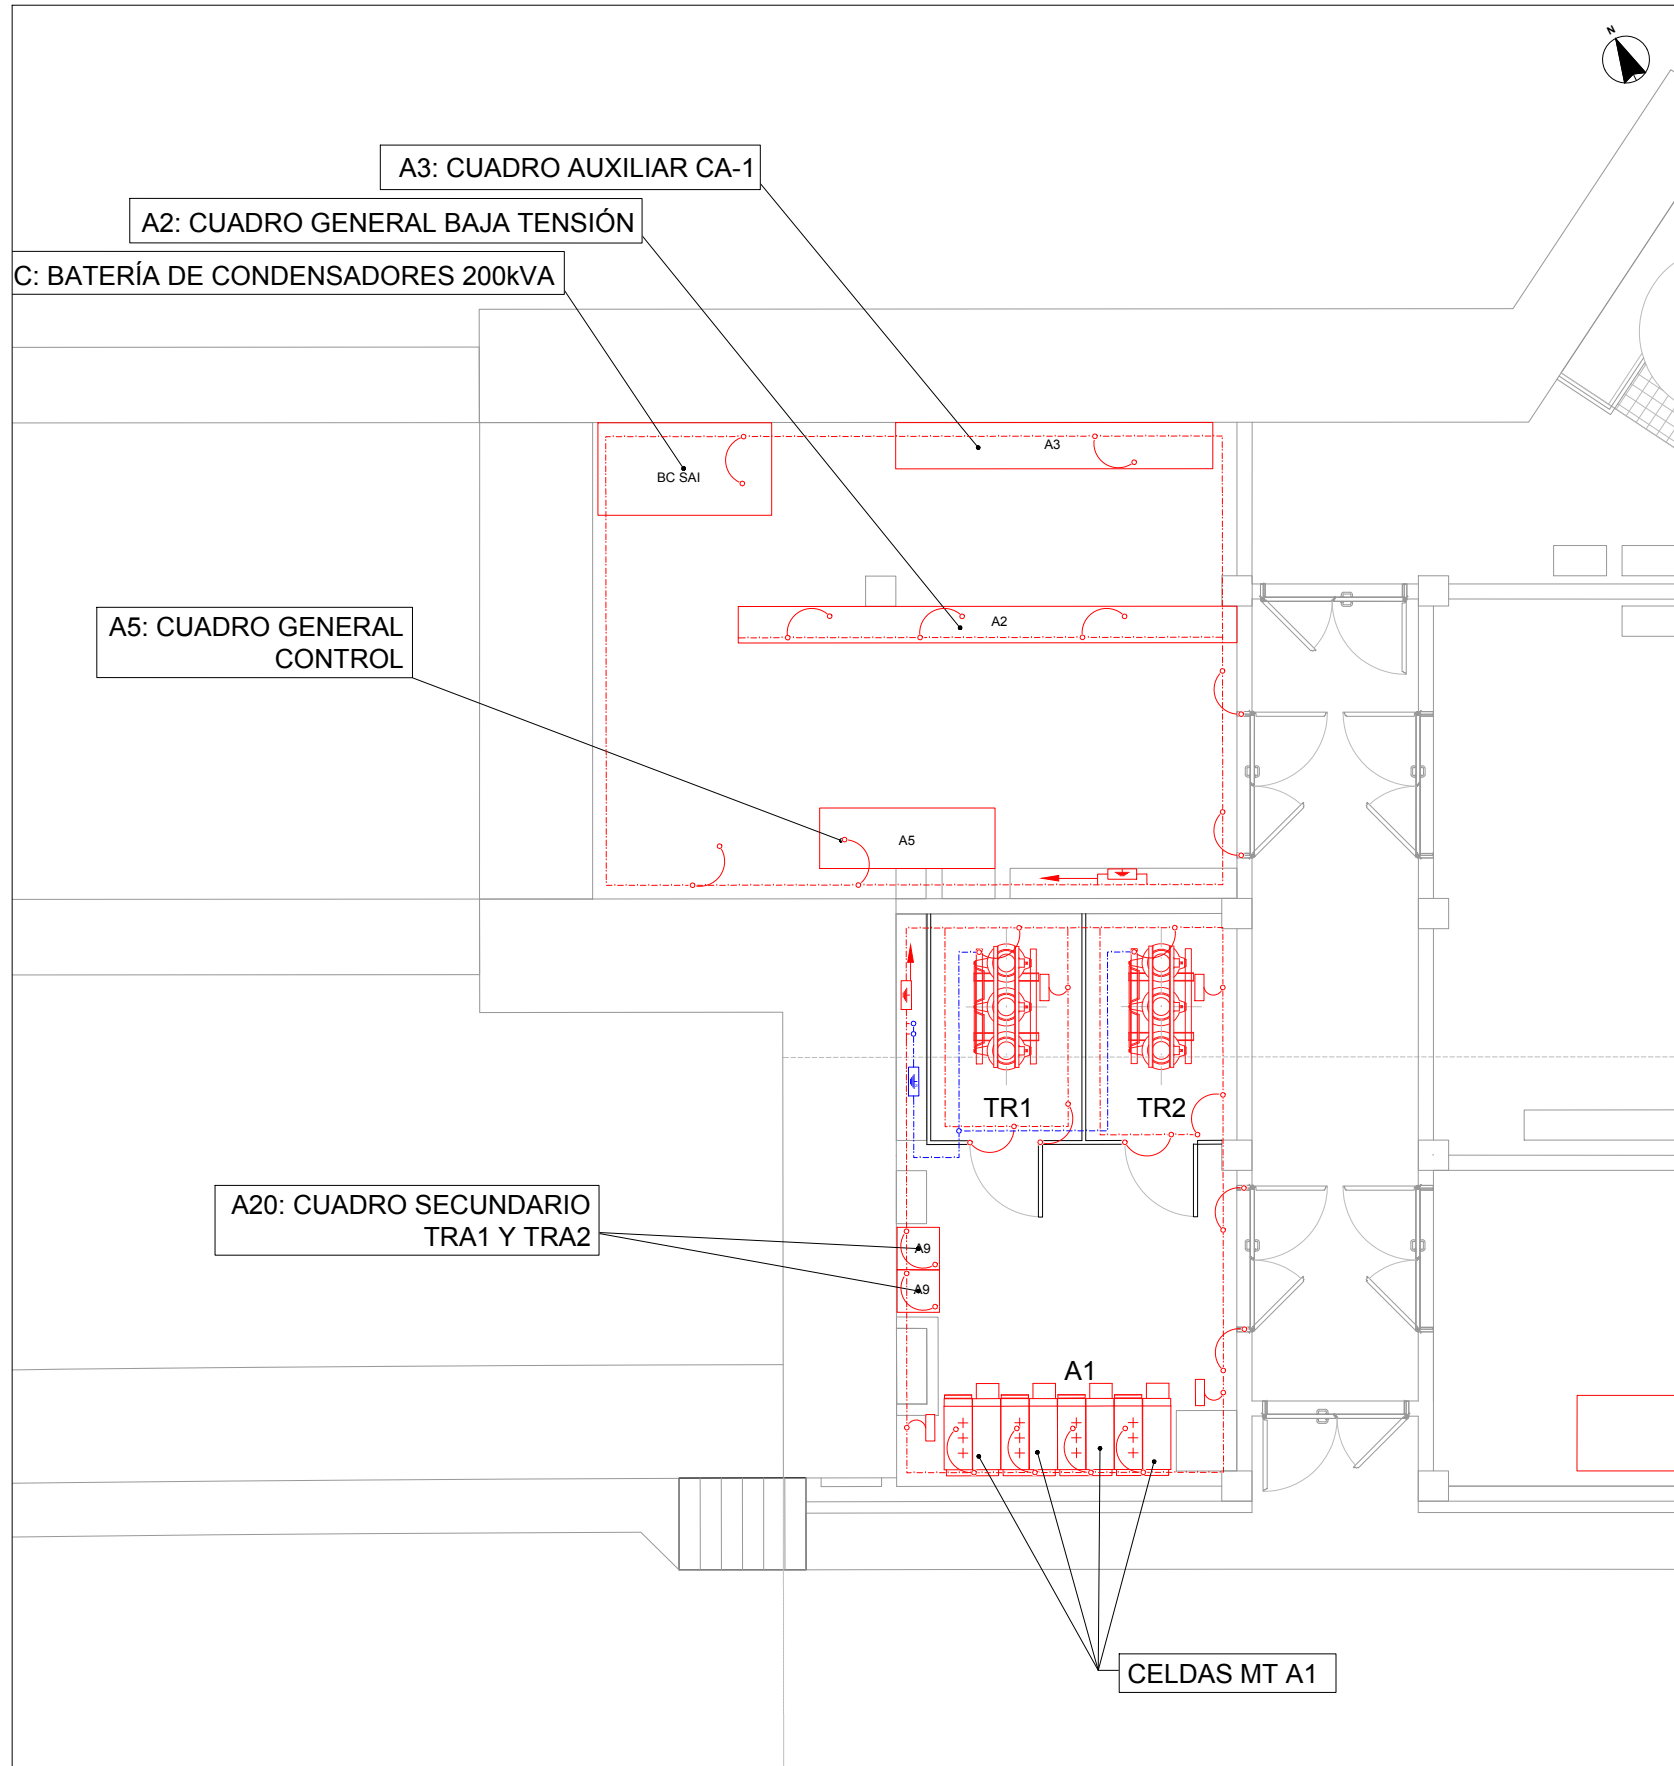 N
A3: CUADRO AUXILIAR CA-1
A2: CUADRO GENERAL BAJA TENSIÓN
C: BATERÍA DE CONDENSADORES 200kVA
A3
BC SAI
A2
A5: CUADRO GENERAL
CONTROL
A5
TR1
TR2
A20: CUADRO SECUNDARIO
TRA1 Y TRA2
A9
A9
A1
CELDAS MT A1